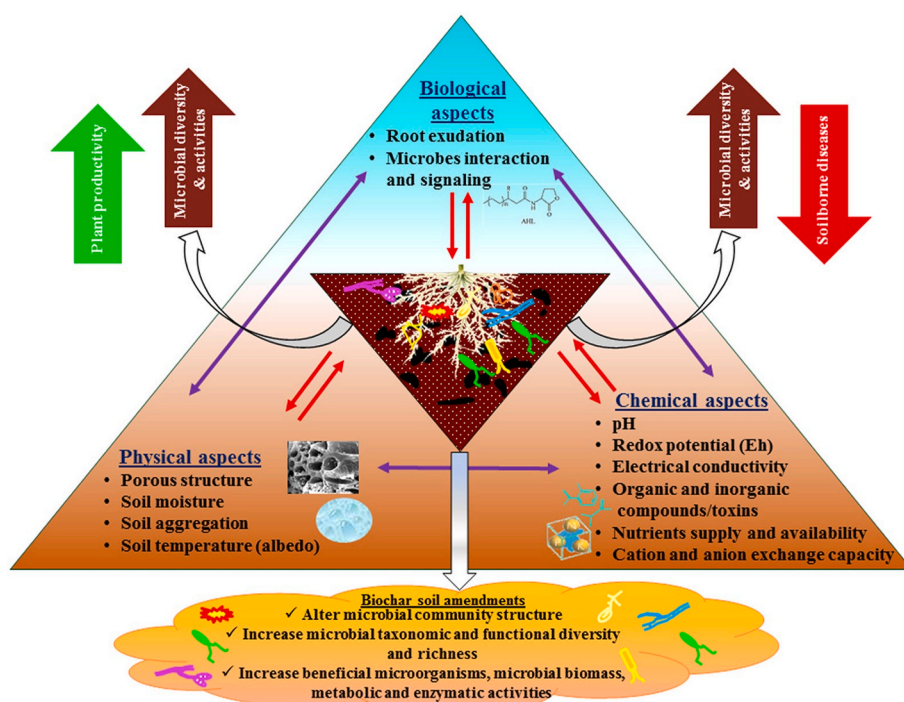 Plant productivity
Microbial diversity
& activities
Biological
aspects
• Root exudation
• Microbes interaction
and signaling
AHL
Microbial diversity
& activities
Soilborne diseases
Physical aspects
• Porous structure
• Soil moisture
• Soil aggregation
• Soil temperature (albedo)
Chemical aspects
• pH
• Redox potential (Eh)
• Electrical conductivity
• Organic and inorganic
compounds/toxins
• Nutrients supply and availability
• Cation and anion exchange capacity
Biochar soil amendments
✓ Alter microbial community structure
✓ Increase microbial taxonomic and functional diversity
and richness
✓ Increase beneficial microorganisms, microbial biomass,
metabolic and enzymatic activities